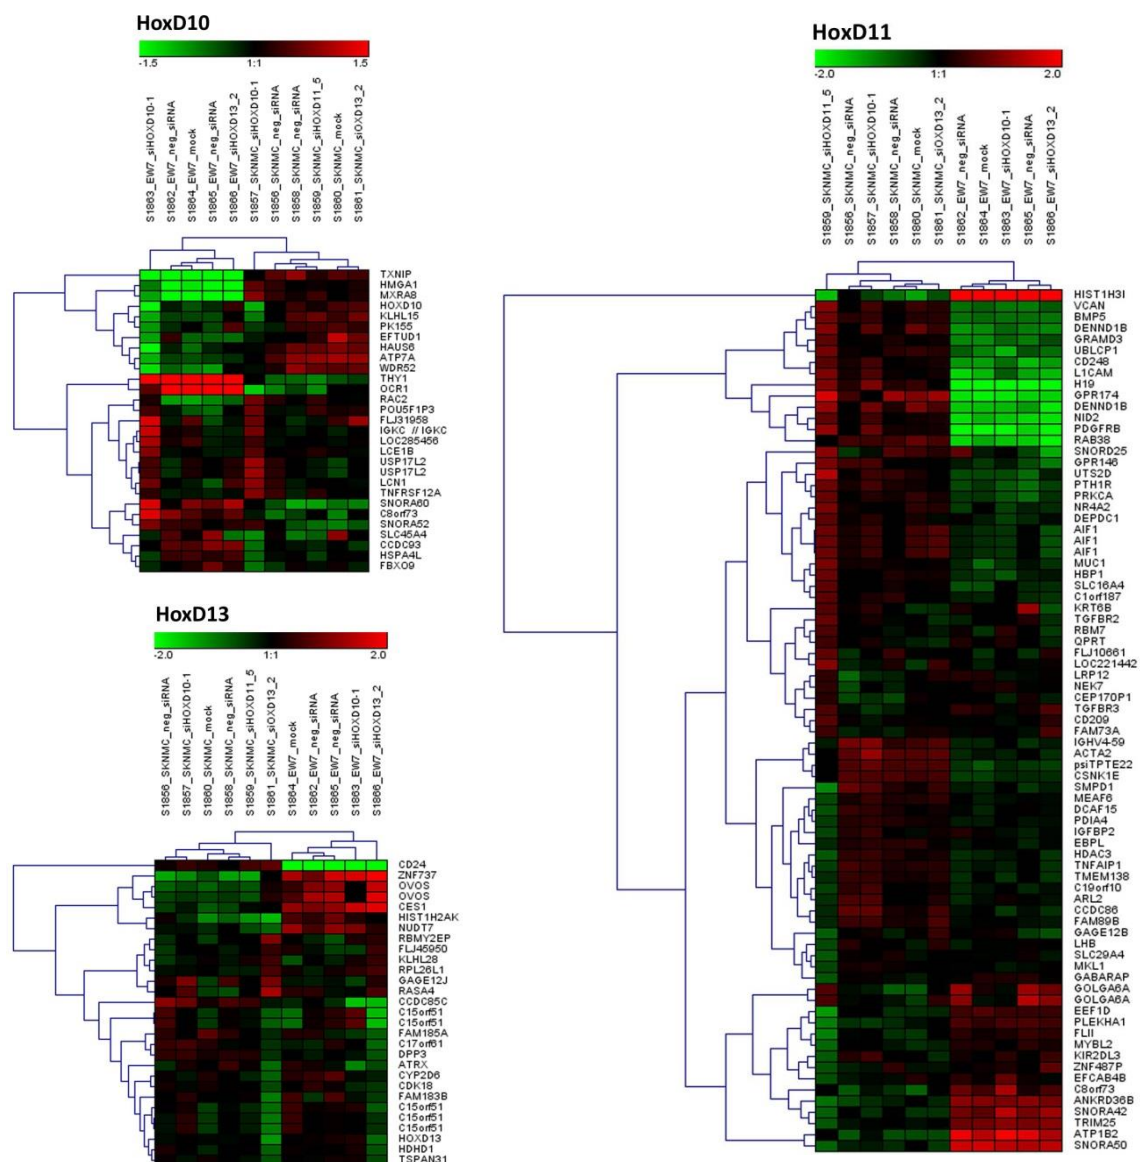 HoxD10
-1.5 1:1 1.5
S1863_EW7_siHOXD10-1
S1862_EW7_neg_siRNA
S1864_EW7_mock
S1865_EW7_neg_siRNA
S1866_EW7_siHOXD13_2
S1857_SKNMC_siHOXD10-1
S1856_SKNMC_neg_siRNA
S1858_SKNMC_neg_siRNA
S1859_SKNMC_siHOXD11_5
S1860_SKNMC_mock
S1861_SKNMC_siOXD13_2
TXNIP
HMGA1
MXRA8
HOXD10
KLHL15
PK155
EFTUD1
HAUS6
ATP7A
WDR52
THY1
OCR1
RAC2
POU5F1P3
FLJ31958
IGKC // IGKC
LOC285456
LCE1B
USP17L2
USP17L2
LCN1
TNFRSF12A
SNORA60
C8orf73
SNORA52
SLC45A4
CCDC93
HSPA4L
FBXO9
HoxD13
-2.0 1:1 2.0
S1856_SKNMC_neg_siRNA
S1857_SKNMC_siHOXD10-1
S1860_SKNMC_mock
S1858_SKNMC_neg_siRNA
S1859_SKNMC_siHOXD11_5
S1861_SKNMC_siOXD13_2
S1864_EW7_mock
S1862_EW7_neg_siRNA
S1865_EW7_neg_siRNA
S1863_EW7_siHOXD10-1
S1866_EW7_siHOXD13_2
CD24
ZNF737
OVOS
OVOS
CES1
HIST1H2AK
NUDT7
RBMY2EP
FLJ45950
KLHL28
RPL26L1
GAGE12J
RASA4
CCDC85C
C15orf51
C15orf51
FAM185A
C17orf61
DPP3
ATRX
CYP2D6
CDK18
FAM183B
C15orf51
C15orf51
C15orf51
HOXD13
HDHD1
TSPAN31
HoxD11
-2.0 1:1 2.0
S1859_SKNMC_siHOXD11_5
S1856_SKNMC_neg_siRNA
S1857_SKNMC_siHOXD10-1
S1858_SKNMC_neg_siRNA
S1860_SKNMC_mock
S1861_SKNMC_siOXD13_2
S1862_EW7_neg_siRNA
S1864_EW7_mock
S1863_EW7_siHOXD10-1
S1865_EW7_neg_siRNA
S1866_EW7_siHOXD13_2
HIST1H3I
VCAN
BMP5
DENND1B
GRAMD3
UBLCP1
CD248
L1CAM
H19
GPR174
DENND1B
NID2
PDGFRB
RAB38
SNORD25
GPR146
UTS2D
PTH1R
PRKCA
NR4A2
DEPDC1
AIF1
AIF1
AIF1
MUC1
HBP1
SLC16A4
C1orf187
KRT6B
TGFBR2
RBM7
QPRT
FLJ10661
LOC221442
LRP12
NEK7
CEP170P1
TGFBR3
CD209
FAM73A
IGHV4-59
ACTA2
psiTPTE22
CSNK1E
SMPD1
MEAF6
DCAF15
PDIA4
IGFBP2
EBPL
HDAC3
TNFAIP1
TMEM138
C19orf10
ARL2
CCDC86
FAM89B
GAGE12B
LHB
SLC29A4
MKL1
GABARAP
GOLGA6A
GOLGA6A
EEF1D
PLEKHA1
FLII
MYBL2
KIR2DL3
ZNF487P
EFCAB4B
C8orf73
ANKRD36B
SNORA42
TRIM25
ATP1B2
SNORA50